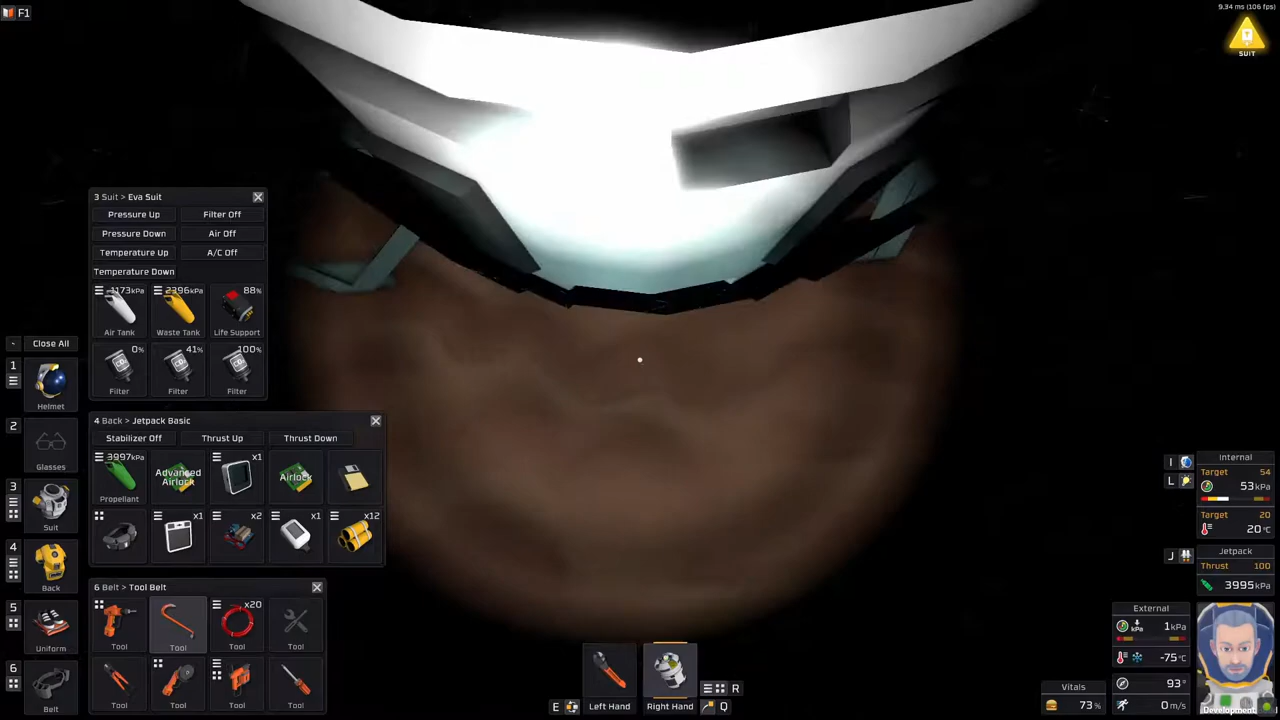 F1
9.34 ms (106 fps)
SUIT
3 Suit > Eva Suit
Pressure Up
Filter Off
Pressure Down
Air Off
Temperature Up
A/C Off
Temperature Down
1173kPa
2396kPa
88%
Air Tank
Waste Tank
Life Support
0%
41%
100%
Filter
Filter
Filter
- Close All
1
Helmet
2
Glasses
3
Suit
4
Back
5
Uniform
6
Belt
4 Back > Jetpack Basic
Stabilizer Off
Thrust Up
Thrust Down
3997kPa
Advanced Airlock
x1
Airlock
Propellant
x1
x2
x1
x12
6 Belt > Tool Belt
x20
Tool
Tool
Tool
Tool
Tool
Tool
Tool
Tool
E
Left Hand
Right Hand
R
Q
Internal
I
Target 54
L
53kPa
Target 20
20°C
Jetpack
J
Thrust 100
3995kPa
External
kPa
1kPa
-75°C
93°
0m/s
Vitals
73%
Development